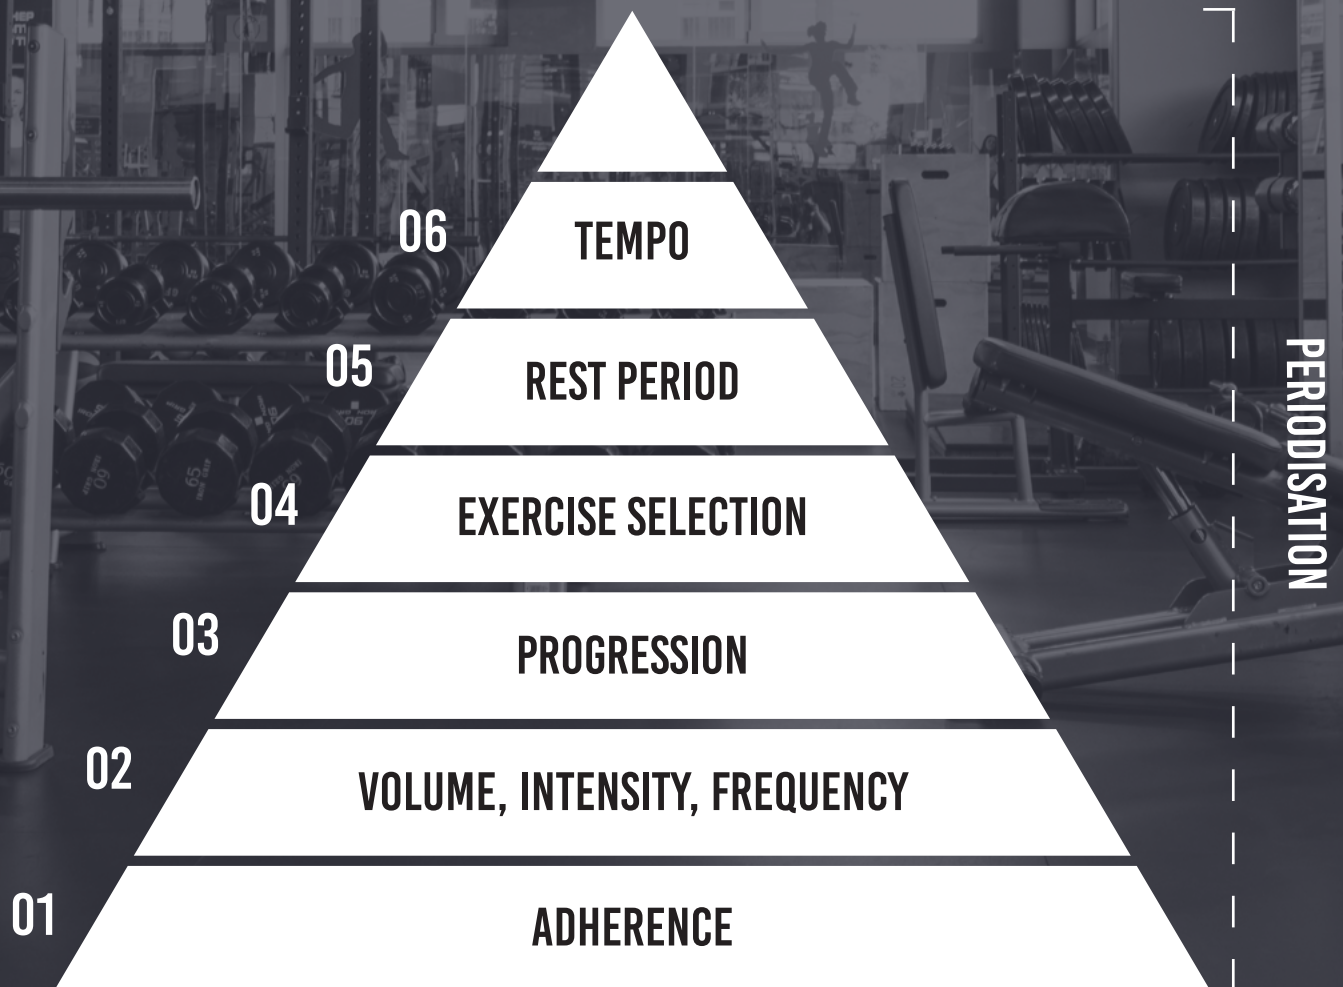 06
TEMPO
05
REST PERIOD
04
EXERCISE SELECTION
03
PROGRESSION
02
VOLUME, INTENSITY, FREQUENCY
01
ADHERENCE
PERIODISATION